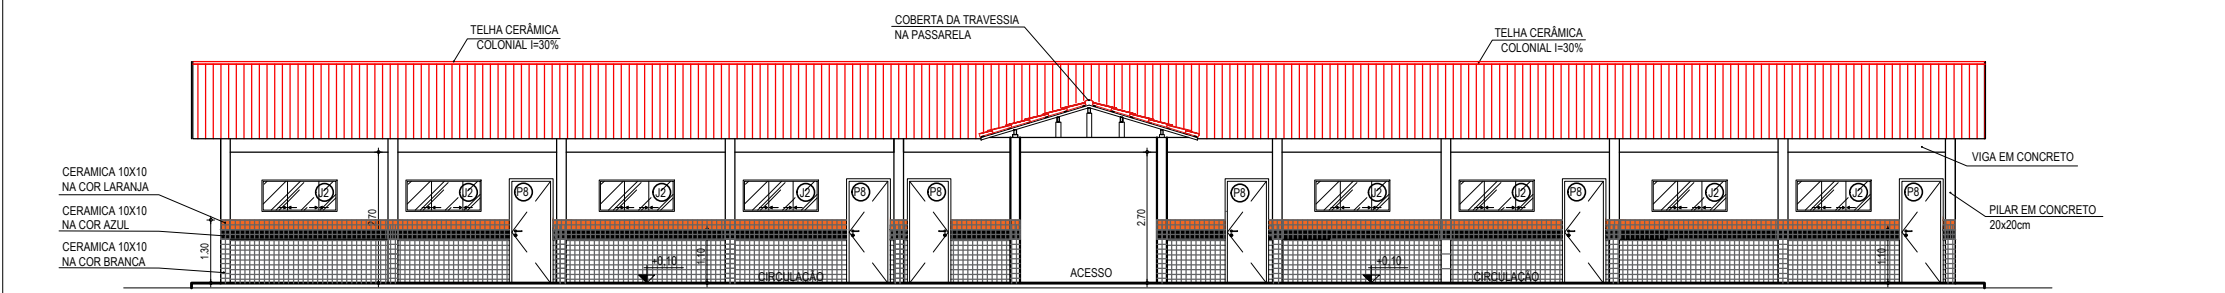 COBERTA DA TRAVESSIA
NA PASSARELA
TELHA CERÂMICA
COLONIAL I=30%
TELHA CERÂMICA
COLONIAL I=30%
VIGA EM CONCRETO
CERAMICA 10X10
NA COR LARANJA
J2
J2
P8
J2
J2
P8
P8
P8
J2
J2
P8
J2
J2
P8
CERAMICA 10X10
NA COR AZUL
2.70
2.70
PILAR EM CONCRETO
20x20cm
CERAMICA 10X10
NA COR BRANCA
1.30
+0,10
1.10
CIRCULAÇÃO
ACESSO
+0,10
CIRCULAÇÃO
1.10